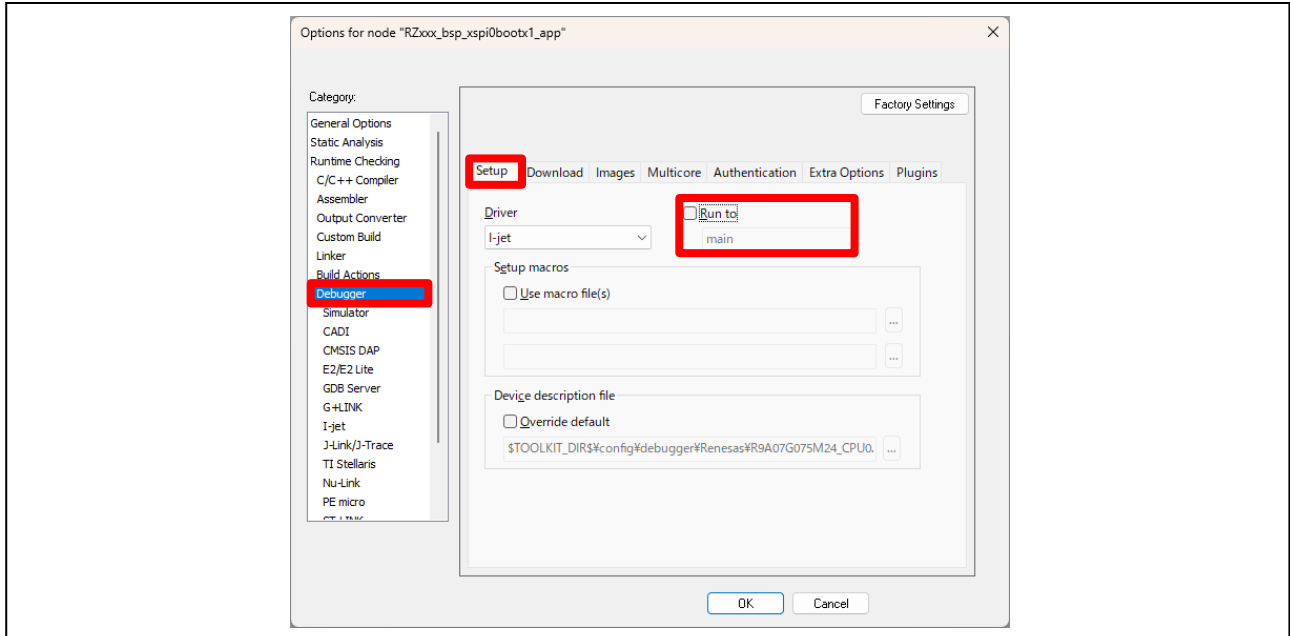 Options for node "RZxxx_bsp_xspi0bootx1_app"
Category:
General Options
Static Analysis
Runtime Checking
C/C++ Compiler
Assembler
Output Converter
Custom Build
Linker
Build Actions
Debugger
Simulator
CADI
CMSIS DAP
E2/E2 Lite
GDB Server
G+LINK
I-jet
J-Link/J-Trace
TI Stellaris
Nu-Link
PE micro
ST-LINK
Factory Settings
Setup Download Images Multicore Authentication Extra Options Plugins
Driver
I-jet
Run to
main
Setup macros
Use macro file(s)
...
...
Device description file
Override default
$TOOLKIT_DIR$¥config¥debugger¥Renesas¥R9A07G075M24_CPU0. ...
OK Cancel